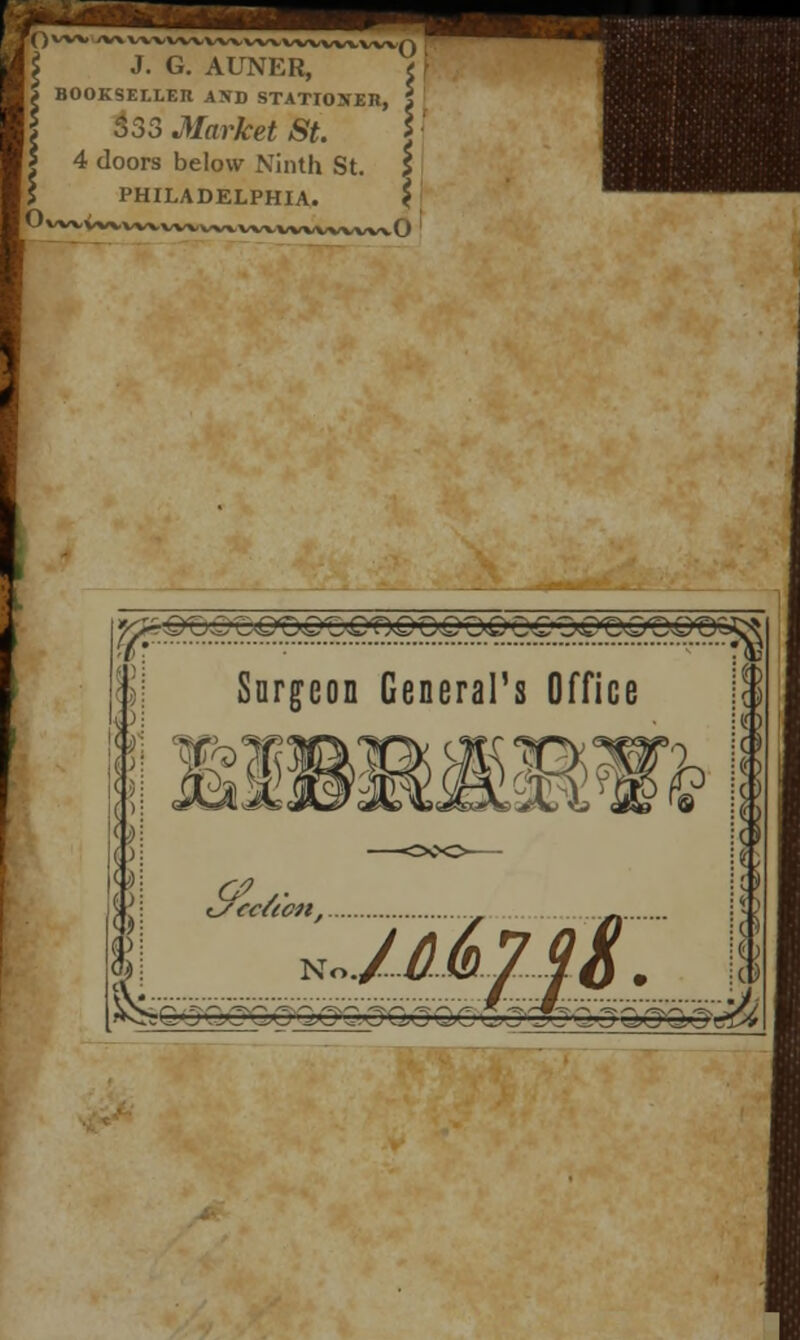 J. G. AUNER,
BOOKSELLER AND STATIONER,
333 Market St.
4 doors below Ninth St.
PHILADELPHIA.
Surgeon General's Office
LIBRARY.
Section,
No. 106798.